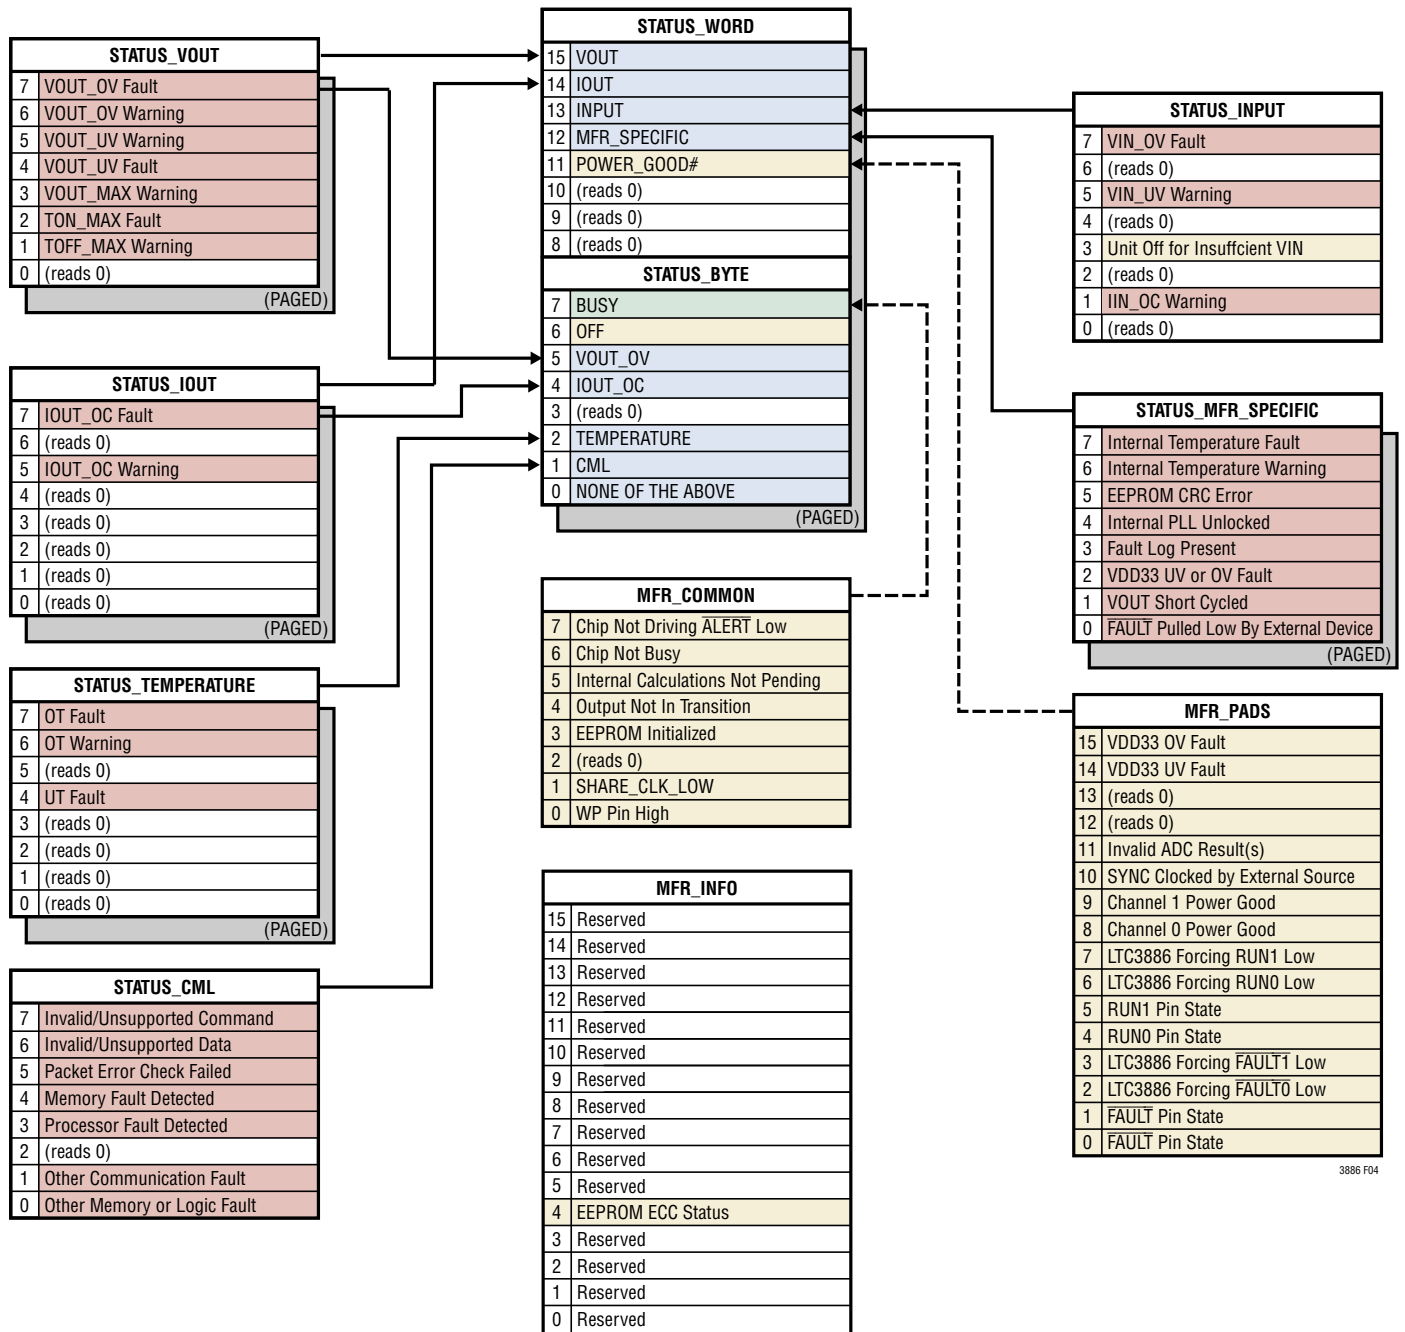 STATUS_VOUT
7 VOUT_OV Fault
6 VOUT_OV Warning
5 VOUT_UV Warning
4 VOUT_UV Fault
3 VOUT_MAX Warning
2 TON_MAX Fault
1 TOFF_MAX Warning
0 (reads 0)
(PAGED)
STATUS_IOUT
7 IOUT_OC Fault
6 (reads 0)
5 IOUT_OC Warning
4 (reads 0)
3 (reads 0)
2 (reads 0)
1 (reads 0)
0 (reads 0)
(PAGED)
STATUS_TEMPERATURE
7 OT Fault
6 OT Warning
5 (reads 0)
4 UT Fault
3 (reads 0)
2 (reads 0)
1 (reads 0)
0 (reads 0)
(PAGED)
STATUS_CML
7 Invalid/Unsupported Command
6 Invalid/Unsupported Data
5 Packet Error Check Failed
4 Memory Fault Detected
3 Processor Fault Detected
2 (reads 0)
1 Other Communication Fault
0 Other Memory or Logic Fault
STATUS_WORD
15 VOUT
14 IOUT
13 INPUT
12 MFR_SPECIFIC
11 POWER_GOOD#
10 (reads 0)
9 (reads 0)
8 (reads 0)
STATUS_BYTE
7 BUSY
6 OFF
5 VOUT_OV
4 IOUT_OC
3 (reads 0)
2 TEMPERATURE
1 CML
0 NONE OF THE ABOVE
(PAGED)
MFR_COMMON
7 Chip Not Driving ALERT Low
6 Chip Not Busy
5 Internal Calculations Not Pending
4 Output Not In Transition
3 EEPROM Initialized
2 (reads 0)
1 SHARE_CLK_LOW
0 WP Pin High
MFR_INFO
15 Reserved
14 Reserved
13 Reserved
12 Reserved
11 Reserved
10 Reserved
9 Reserved
8 Reserved
7 Reserved
6 Reserved
5 Reserved
4 EEPROM ECC Status
3 Reserved
2 Reserved
1 Reserved
0 Reserved
STATUS_INPUT
7 VIN_OV Fault
6 (reads 0)
5 VIN_UV Warning
4 (reads 0)
3 Unit Off for Insuffcient VIN
2 (reads 0)
1 IIN_OC Warning
0 (reads 0)
STATUS_MFR_SPECIFIC
7 Internal Temperature Fault
6 Internal Temperature Warning
5 EEPROM CRC Error
4 Internal PLL Unlocked
3 Fault Log Present
2 VDD33 UV or OV Fault
1 VOUT Short Cycled
0 FAULT Pulled Low By External Device
(PAGED)
MFR_PADS
15 VDD33 OV Fault
14 VDD33 UV Fault
13 (reads 0)
12 (reads 0)
11 Invalid ADC Result(s)
10 SYNC Clocked by External Source
9 Channel 1 Power Good
8 Channel 0 Power Good
7 LTC3886 Forcing RUN1 Low
6 LTC3886 Forcing RUN0 Low
5 RUN1 Pin State
4 RUN0 Pin State
3 LTC3886 Forcing FAULT1 Low
2 LTC3886 Forcing FAULT0 Low
1 FAULT Pin State
0 FAULT Pin State
3886 F04